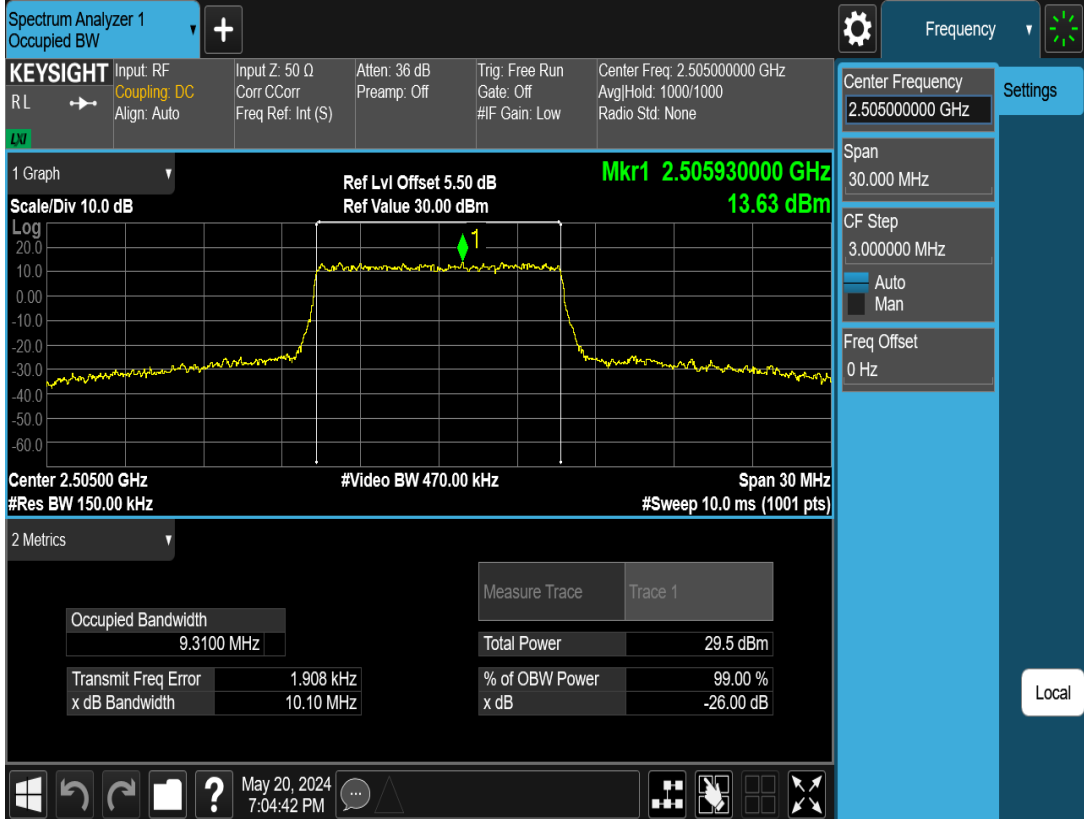 Spectrum Analyzer 1
Occupied BW
Frequency
KEYSIGHT
RL
LXI
Input: RF
Coupling: DC
Align: Auto
Input Z: 50 Ω
Corr CCorr
Freq Ref: Int (S)
Atten: 36 dB
Preamp: Off
Trig: Free Run
Gate: Off
#IF Gain: Low
Center Freq: 2.505000000 GHz
Avg|Hold: 1000/1000
Radio Std: None
Center Frequency
2.505000000 GHz
Settings
Span
30.000 MHz
CF Step
3.000000 MHz
Auto
Man
Freq Offset
0 Hz
Local
1 Graph
Scale/Div 10.0 dB
Ref Lvl Offset 5.50 dB
Ref Value 30.00 dBm
Mkr1 2.505930000 GHz
13.63 dBm
Log
20.0
10.0
0.00
-10.0
-20.0
-30.0
-40.0
-50.0
-60.0
1
Center 2.50500 GHz
#Video BW 470.00 kHz
Span 30 MHz
#Res BW 150.00 kHz
#Sweep 10.0 ms (1001 pts)
2 Metrics
Measure Trace Trace 1
Occupied Bandwidth
9.3100 MHz
Total Power 29.5 dBm
Transmit Freq Error 1.908 kHz
% of OBW Power 99.00 %
x dB Bandwidth 10.10 MHz
x dB -26.00 dB
?
May 20, 2024
7:04:42 PM